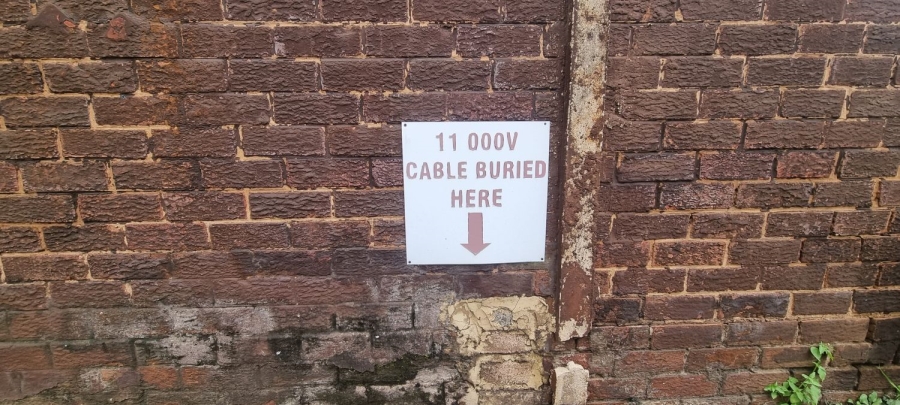 11 000V
CABLE BURIED
HERE